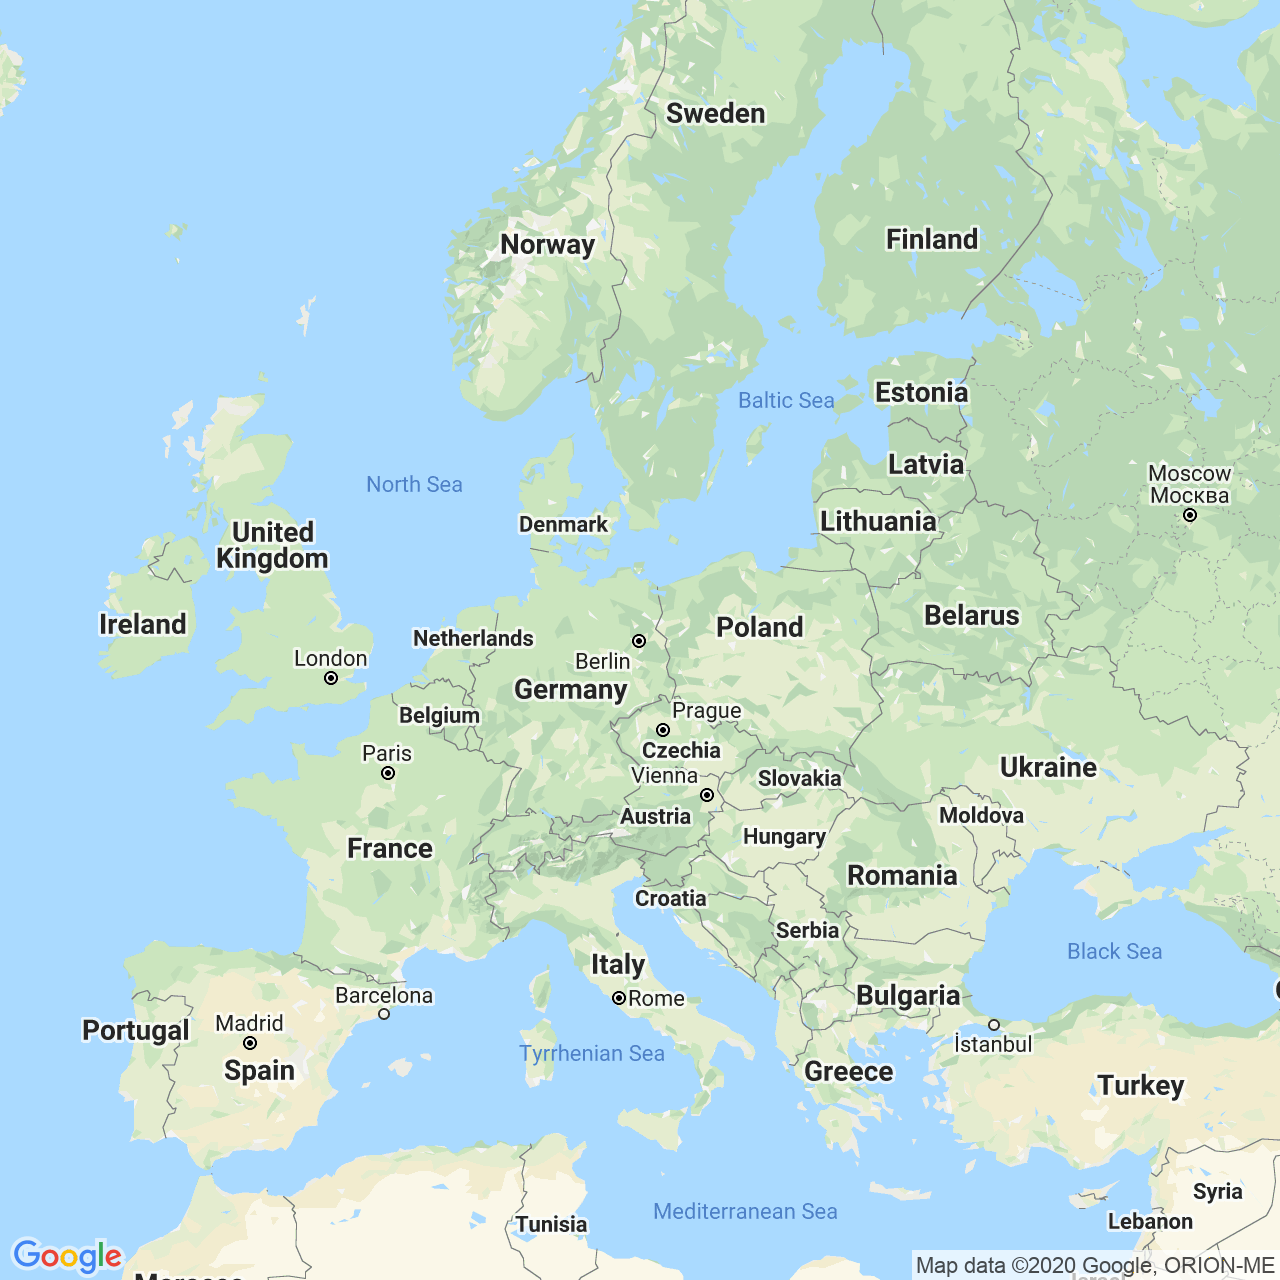 Sweden
Norway
Finland
Estonia
Baltic Sea
Latvia
North Sea
Moscow
Москва
Denmark
Lithuania
United
Kingdom
Ireland
Belarus
Poland
Netherlands
London
Berlin
Germany
Prague
Belgium
Paris
Czechia
Ukraine
Vienna
Slovakia
Austria
Moldova
Hungary
France
Romania
Croatia
Serbia
Black Sea
Italy
Barcelona
Rome
Bulgaria
Portugal
Madrid
İstanbul
Tyrrhenian Sea
Spain
Greece
Turkey
Syria
Mediterranean Sea
Lebanon
Tunisia
Google
Map data ©2020 Google, ORION-ME